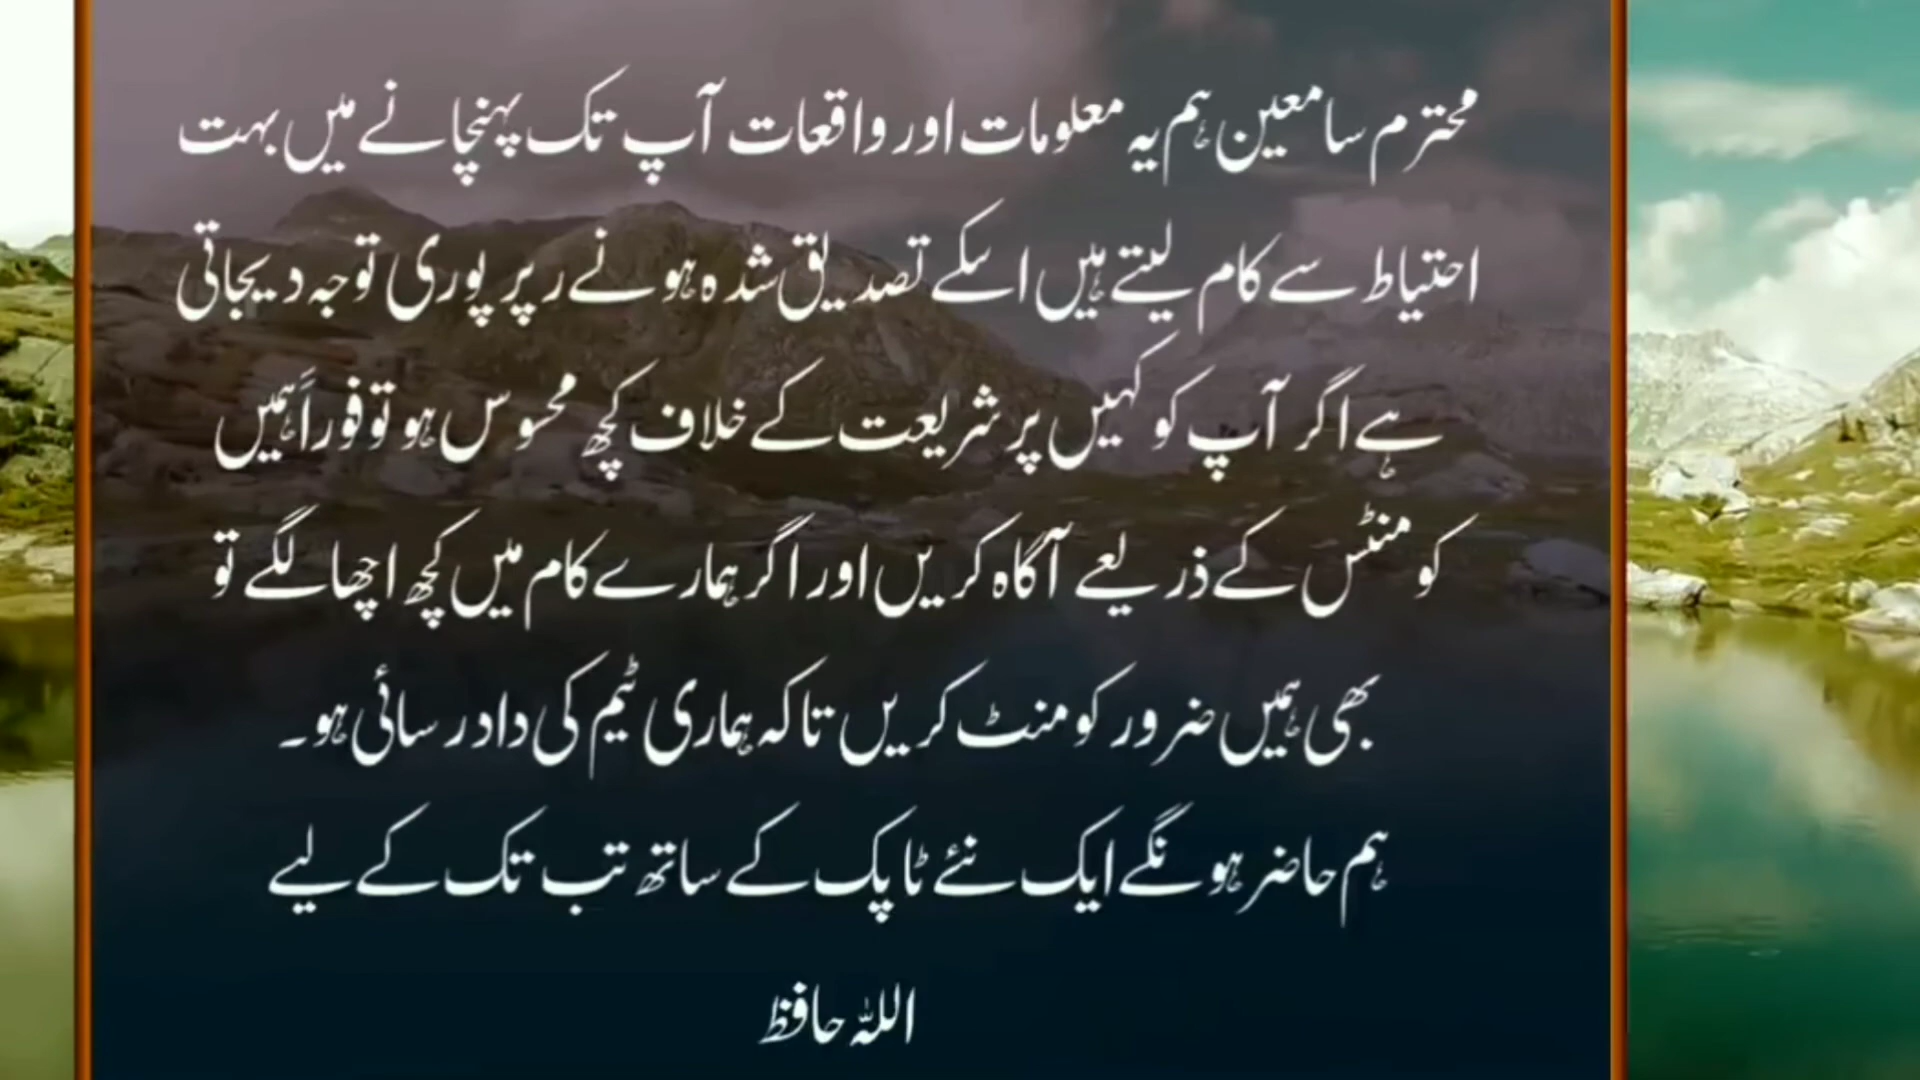 محترم سامعین ہم یہ معلومات اور واقعات آپ تک پہنچانے میں بہت
احتیاط سے کام لیتے ہیں اسکے تصدیق شدہ ہونے رپر پوری توجہ دیجاتی
ہے اگر آپ کو کہیں پر شریعت کے خلاف کچھ محسوس ہو تو فوراً ہمیں
کومنٹس کے ذریعے آگاہ کریں اور اگر ہمارے کام میں کچھ اچھا لگے تو
بھی ہمیں ضرور کومنٹ کریں تاکہ ہماری ٹیم کی داد رسائی ہو۔
ہم حاضر ہونگے ایک نئے ٹاپک کے ساتھ تب تک کے لیے
اللہ حافظ